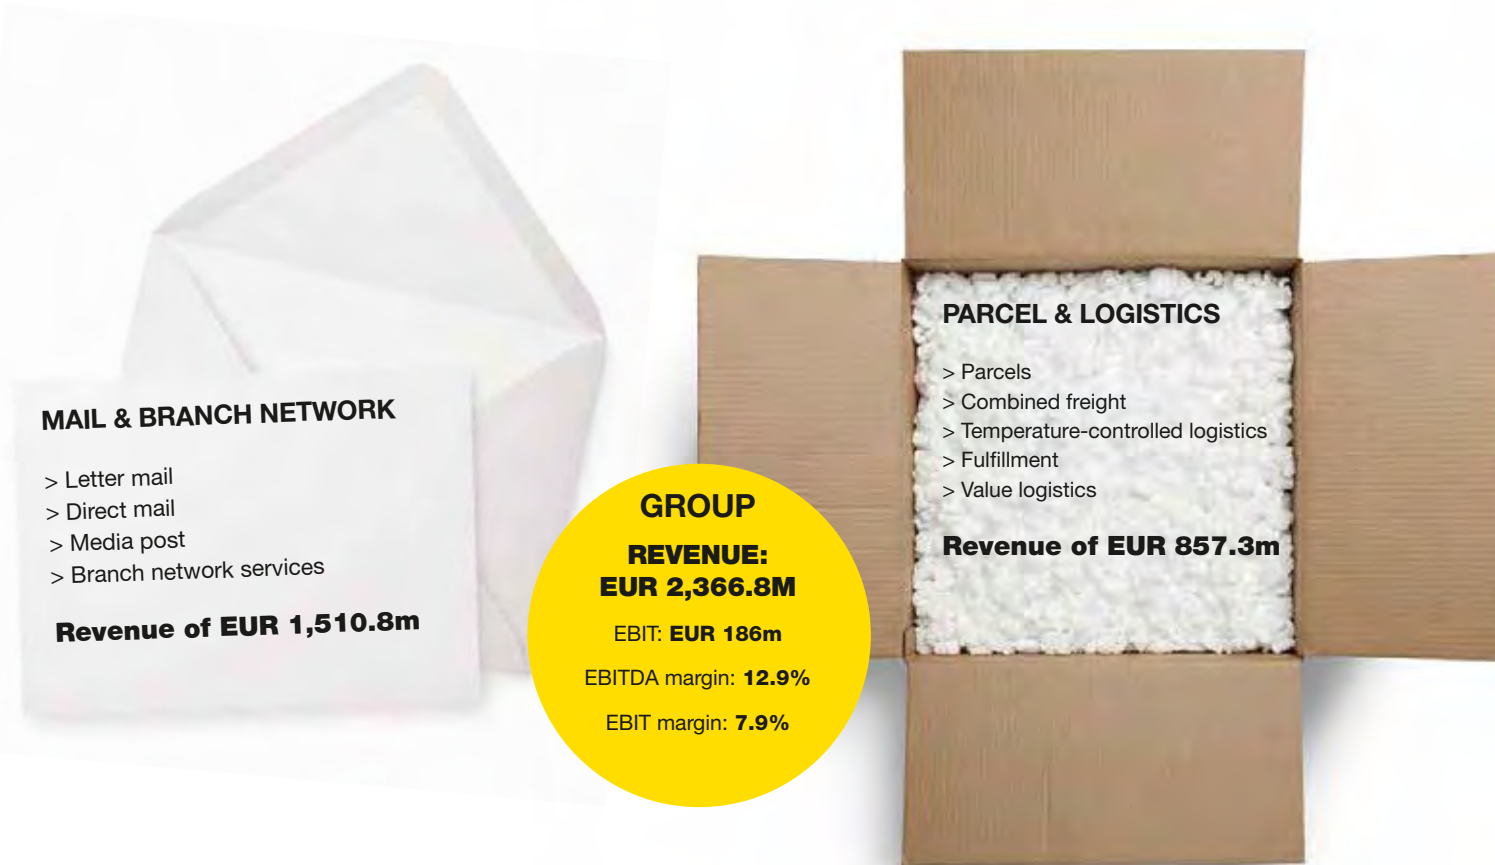 MAIL & BRANCH NETWORK
> Letter mail
> Direct mail
> Media post
> Branch network services
Revenue of EUR 1,510.8m
GROUP
REVENUE:
EUR 2,366.8M
EBIT: EUR 186m
EBITDA margin: 12.9%
EBIT margin: 7.9%
PARCEL & LOGISTICS
> Parcels
> Combined freight
> Temperature-controlled logistics
> Fulfillment
> Value logistics
Revenue of EUR 857.3m